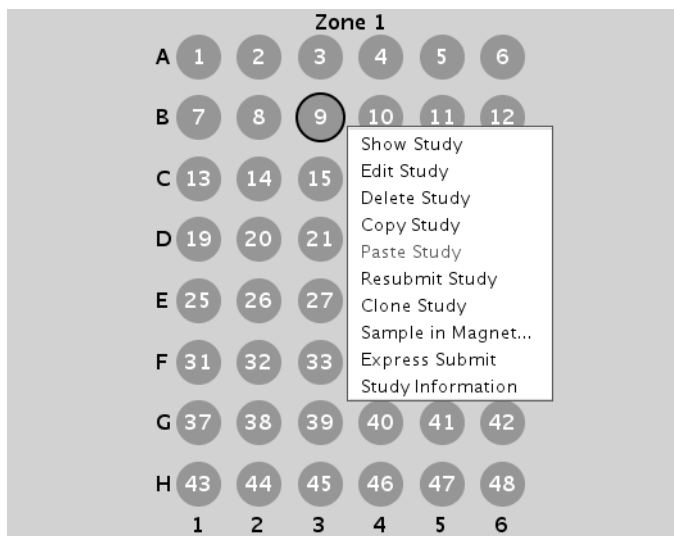 Zone 1
A 1 2 3 4 5 6
B 7 8 9 10 11 12
Show Study
Edit Study
C 13 14 15
Delete Study
Copy Study
D 19 20 21
Paste Study
Resubmit Study
E 25 26 27
Clone Study
Sample in Magnet...
F 31 32 33
Express Submit
Study Information
G 37 38 39 40 41 42
H 43 44 45 46 47 48
1 2 3 4 5 6